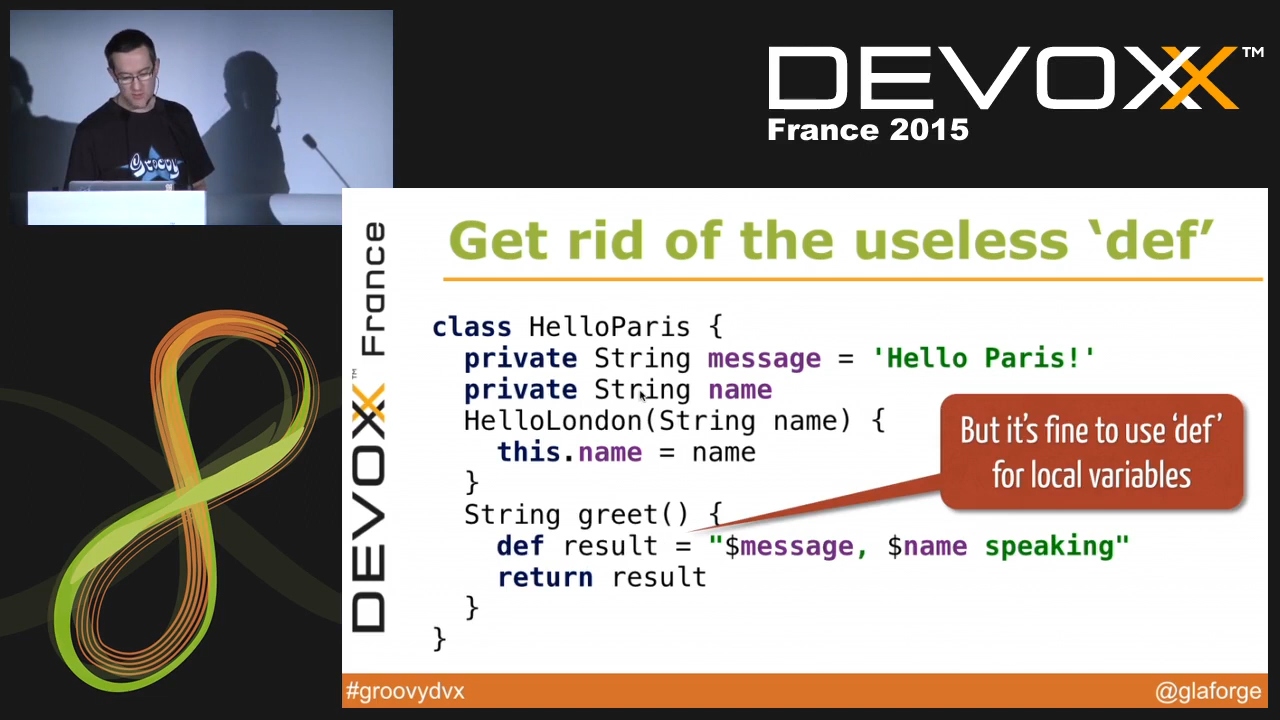 Groovy
DEVOXX™
France 2015
DEVOXX™ France
Get rid of the useless ‘def’
class HelloParis {
private String message = 'Hello Paris!'
private String name
HelloLondon(String name) {
this.name = name
}
String greet() {
def result = "$message, $name speaking"
return result
}
}
But it’s fine to use ‘def’
for local variables
#groovydvx
@glaforge